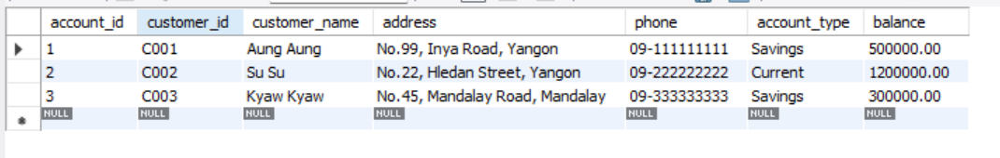 account_id customer_id customer_name address phone account_type balance
1 C001 Aung Aung No.99, Inya Road, Yangon 09-111111111 Savings 500000.00
2 C002 Su Su No.22, Hledan Street, Yangon 09-222222222 Current 1200000.00
3 C003 Kyaw Kyaw No.45, Mandalay Road, Mandalay 09-333333333 Savings 300000.00
NULL NULL NULL NULL NULL NULL NULL